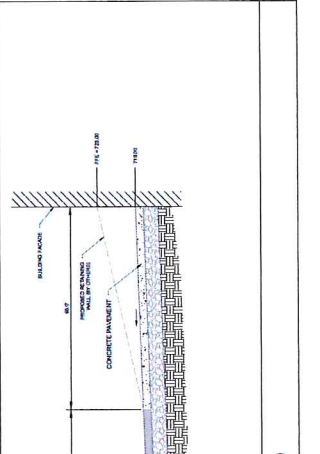 FFE = 723.00
BUILDING FACADE
PROPOSED RETAINING
WALL (BY OTHERS)
CONCRETE PAVEMENT